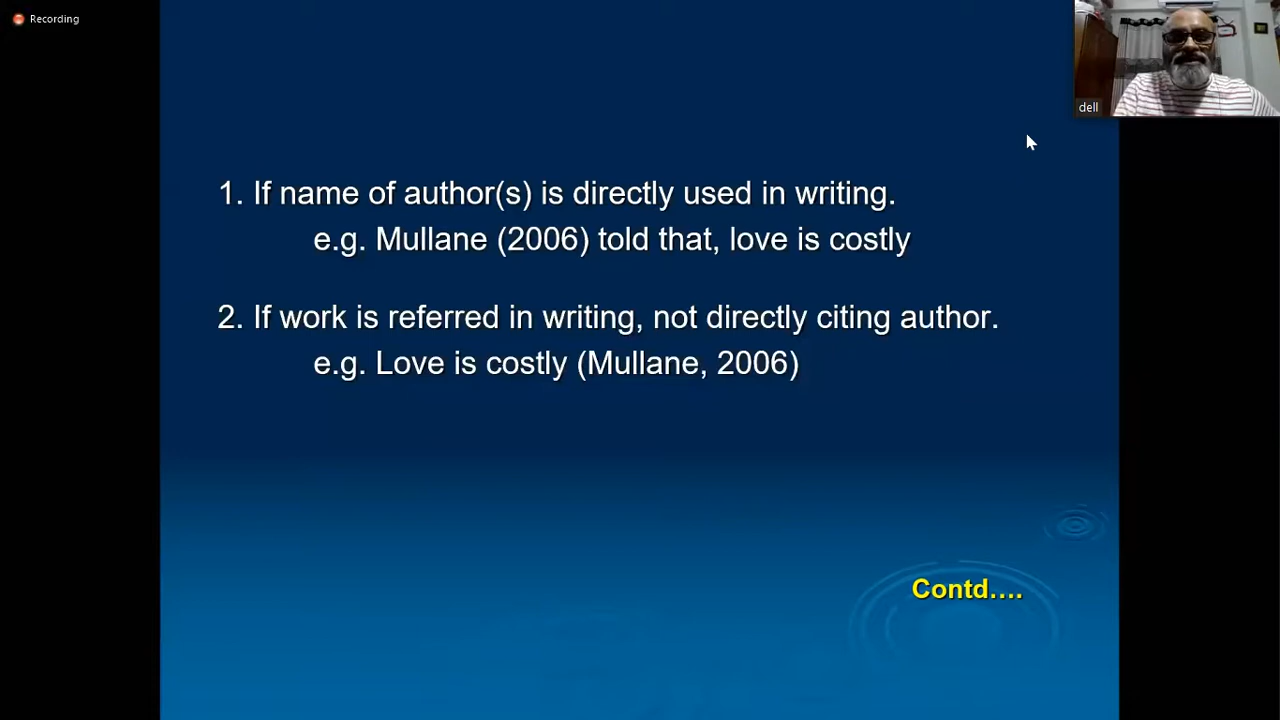 Recording
dell
1. If name of author(s) is directly used in writing.
e.g. Mullane (2006) told that, love is costly
2. If work is referred in writing, not directly citing author.
e.g. Love is costly (Mullane, 2006)
Contd….